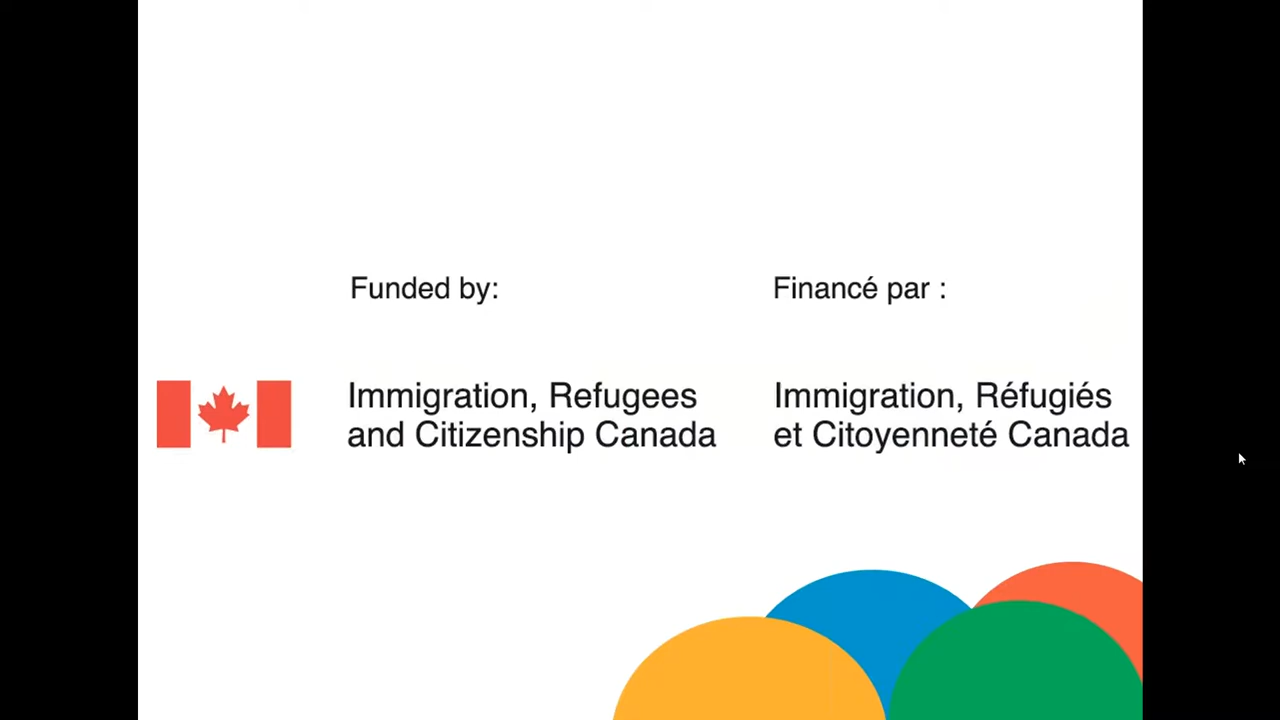 Funded by:
Financé par :
Immigration, Refugees
and Citizenship Canada
Immigration, Réfugiés
et Citoyenneté Canada